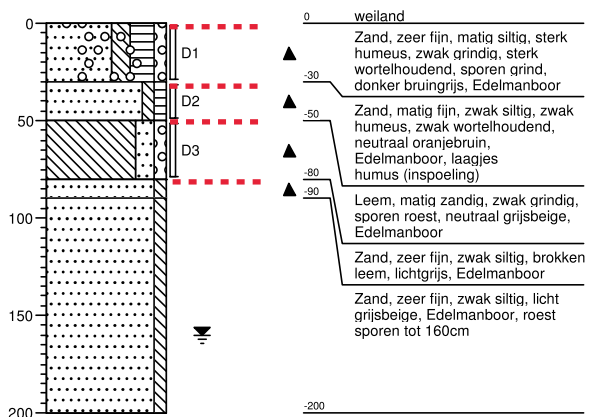 0
50
100
150
200
D1
D2
D3
0
-30
-50
-80
-90
-200
weiland
Zand, zeer fijn, matig siltig, sterk
humeus, zwak grindig, sterk
wortelhoudend, sporen grind,
donker bruingrijs, Edelmanboor
Zand, matig fijn, zwak siltig, zwak
humeus, zwak wortelhoudend,
neutraal oranjebruin,
Edelmanboor, laagjes
humus (inspoeling)
Leem, matig zandig, zwak grindig,
sporen roest, neutraal grijsbeige,
Edelmanboor
Zand, zeer fijn, zwak siltig, brokken
leem, lichtgrijs, Edelmanboor
Zand, zeer fijn, zwak siltig, licht
grijsbeige, Edelmanboor, roest
sporen tot 160cm